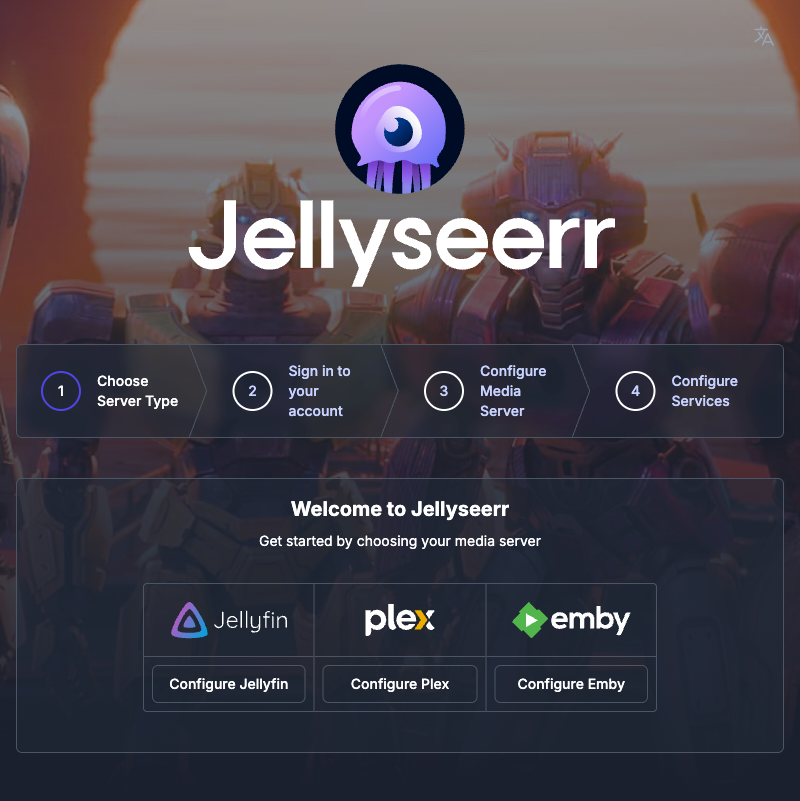 Jellyseerr
1
Choose
Server Type
2
Sign in to
your
account
3
Configure
Media
Server
4
Configure
Services
Welcome to Jellyseerr
Get started by choosing your media server
Jellyfin
plex
emby
Configure Jellyfin
Configure Plex
Configure Emby